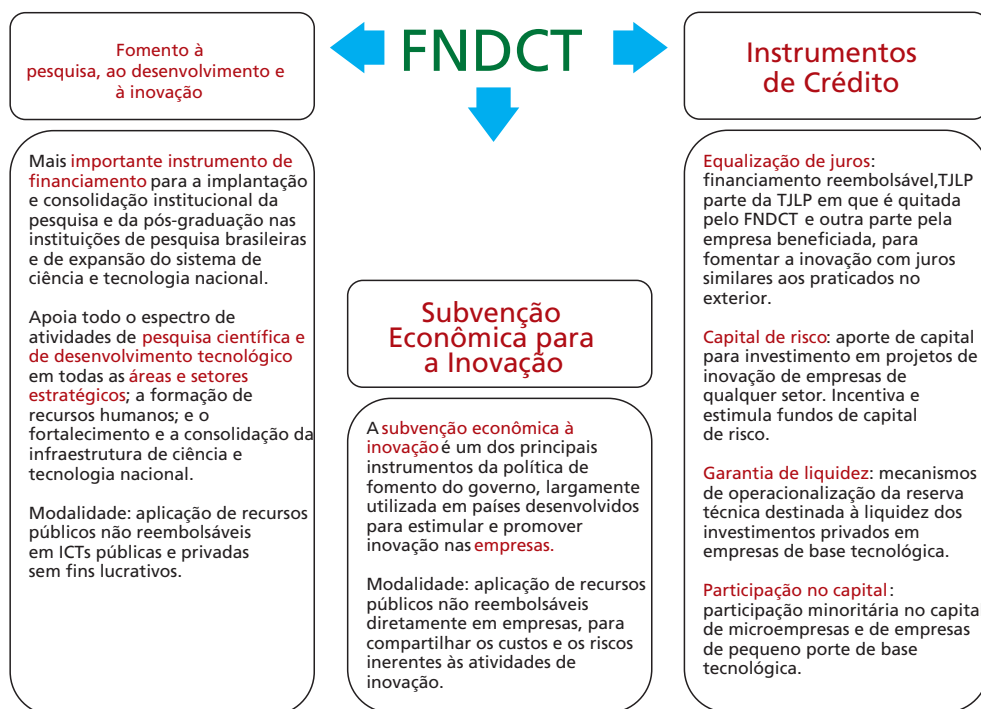 FNDCT
Fomento à
pesquisa, ao desenvolvimento e
à inovação
Mais importante instrumento de
financiamento para a implantação
e consolidação institucional da
pesquisa e da pós-graduação nas
instituições de pesquisa brasileiras
e de expansão do sistema de
ciência e tecnologia nacional.
Apoia todo o espectro de
atividades de pesquisa científica e
de desenvolvimento tecnológico
em todas as áreas e setores
estratégicos; a formação de
recursos humanos; e o
fortalecimento e a consolidação da
infraestrutura de ciência e
tecnologia nacional.
Modalidade: aplicação de recursos
públicos não reembolsáveis
em ICTs públicas e privadas
sem fins lucrativos.
Subvenção
Econômica para
a Inovação
A subvenção econômica à
inovação é um dos principais
instrumentos da política de
fomento do governo, largamente
utilizada em países desenvolvidos
para estimular e promover
inovação nas empresas.
Modalidade: aplicação de recursos
públicos não reembolsáveis
diretamente em empresas, para
compartilhar os custos e os riscos
inerentes às atividades de
inovação.
Instrumentos
de Crédito
Equalização de juros:
financiamento reembolsável,TJLP
parte da TJLP em que é quitada
pelo FNDCT e outra parte pela
empresa beneficiada, para
fomentar a inovação com juros
similares aos praticados no
exterior.
Capital de risco: aporte de capital
para investimento em projetos de
inovação de empresas de
qualquer setor. Incentiva e
estimula fundos de capital
de risco.
Garantia de liquidez: mecanismos
de operacionalização da reserva
técnica destinada à liquidez dos
investimentos privados em
empresas de base tecnológica.
Participação no capital:
participação minoritária no capita
de microempresas e de empresas
de pequeno porte de base
tecnológica.